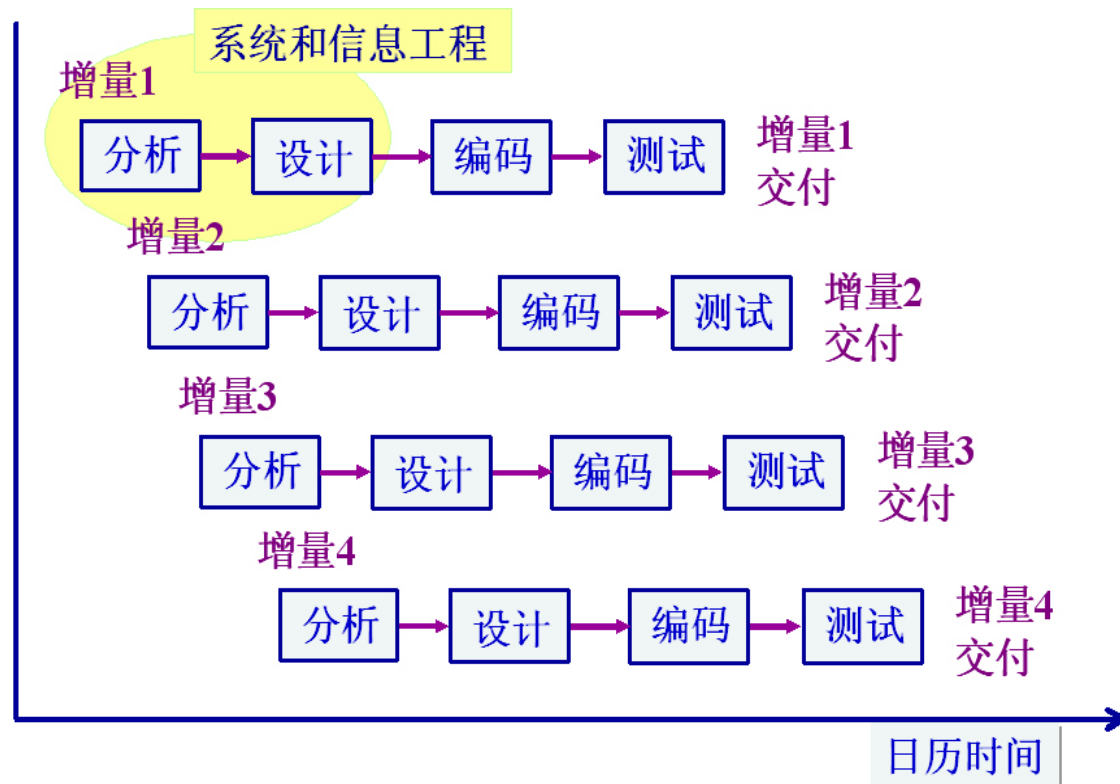 系统和信息工程
增量1
分析
设计
编码
测试
增量1
交付
增量2
分析
设计
编码
测试
增量2
交付
增量3
分析
设计
编码
测试
增量3
交付
增量4
分析
设计
编码
测试
增量4
交付
日历时间